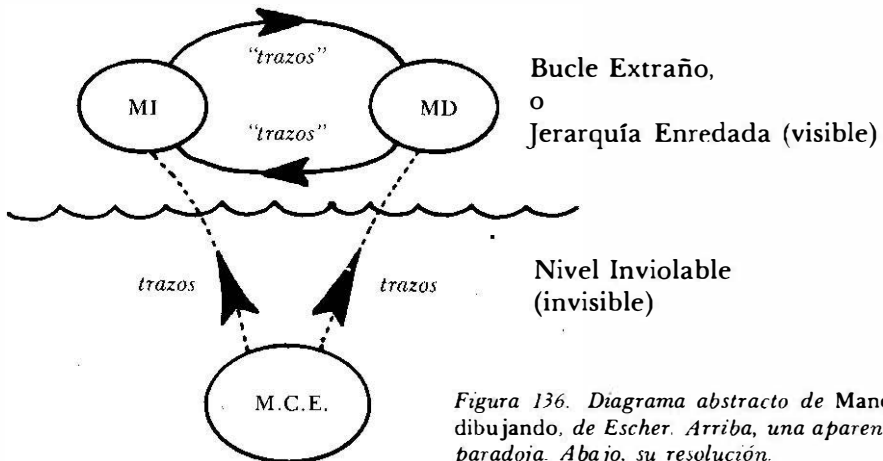 "trazos"
MI
MD
"trazos"
Bucle Extraño,
o
Jerarquía Enredada (visible)
trazos
trazos
Nivel Inviolable
(invisible)
M.C.E.
Figura 136. Diagrama abstracto de
dibujando, de Escher. Arriba, una
paradoja. Abajo, su resolución.